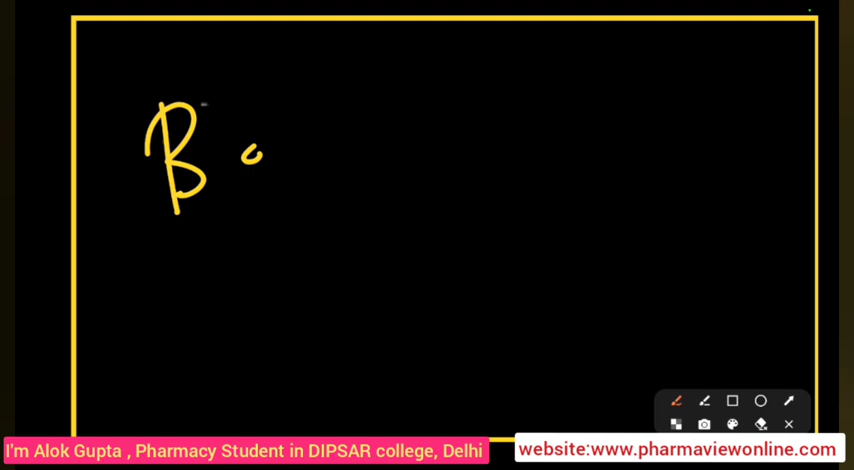 B
I'm Alok Gupta , Pharmacy Student in DIPSAR college, Delhi
website:www.pharmaviewonline.com